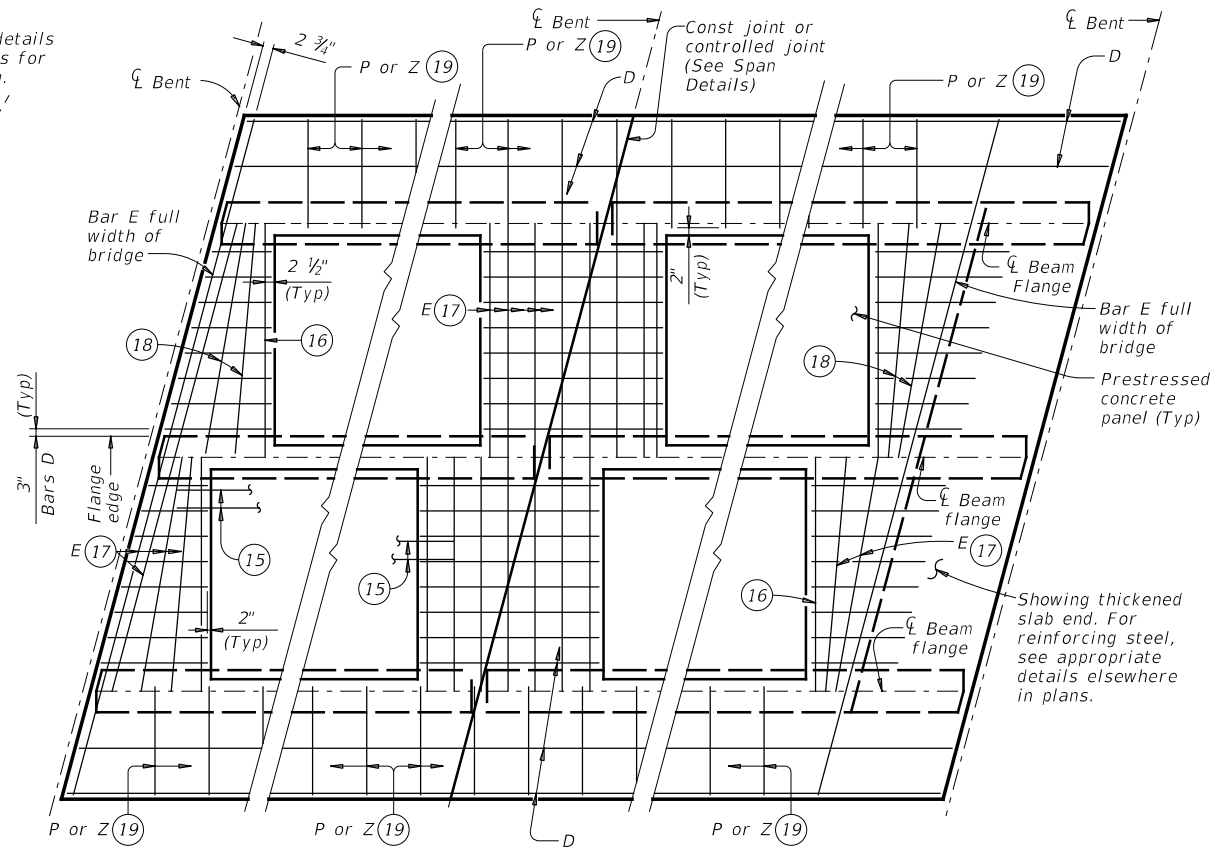 details
s for
2 ¾"
℄ Bent
P or Z 19
℄ Bent
P or Z 19
D
Const joint or
controlled joint
(See Span
Details)
℄ Bent
D
P or Z 19
Bar E full
width of
bridge
2 ½"
(Typ)
E 17
2"
(Typ)
℄ Beam
Flange
Bar E full
width of
bridge
16
18
18
Prestressed
concrete
panel (Typ)
(Typ)
3"
Bars D
Flange
edge
℄ Beam
flange
E 17
15
15
E 17
16
2"
(Typ)
℄ Beam
flange
Showing thickened
slab end. For
reinforcing steel,
see appropriate
details elsewhere
in plans.
P or Z 19
P or Z 19
D
P or Z 19